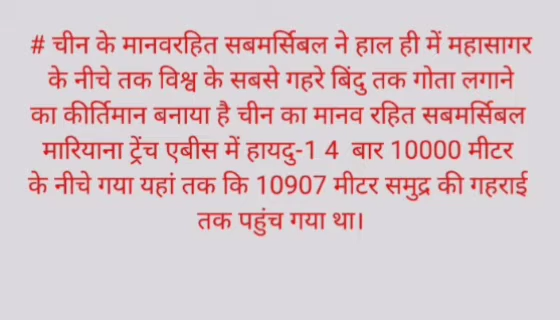 # चीन के मानवरहित सबमर्सिबल ने हाल ही में महासागर
के नीचे तक विश्व के सबसे गहरे बिंदु तक गोता लगाने
का कीर्तिमान बनाया है चीन का मानव रहित सबमर्सिबल
मारियाना ट्रेंच एबीस में हायदु-1 4 बार 10000 मीटर
के नीचे गया यहां तक कि 10907 मीटर समुद्र की गहराई
तक पहुंच गया था।